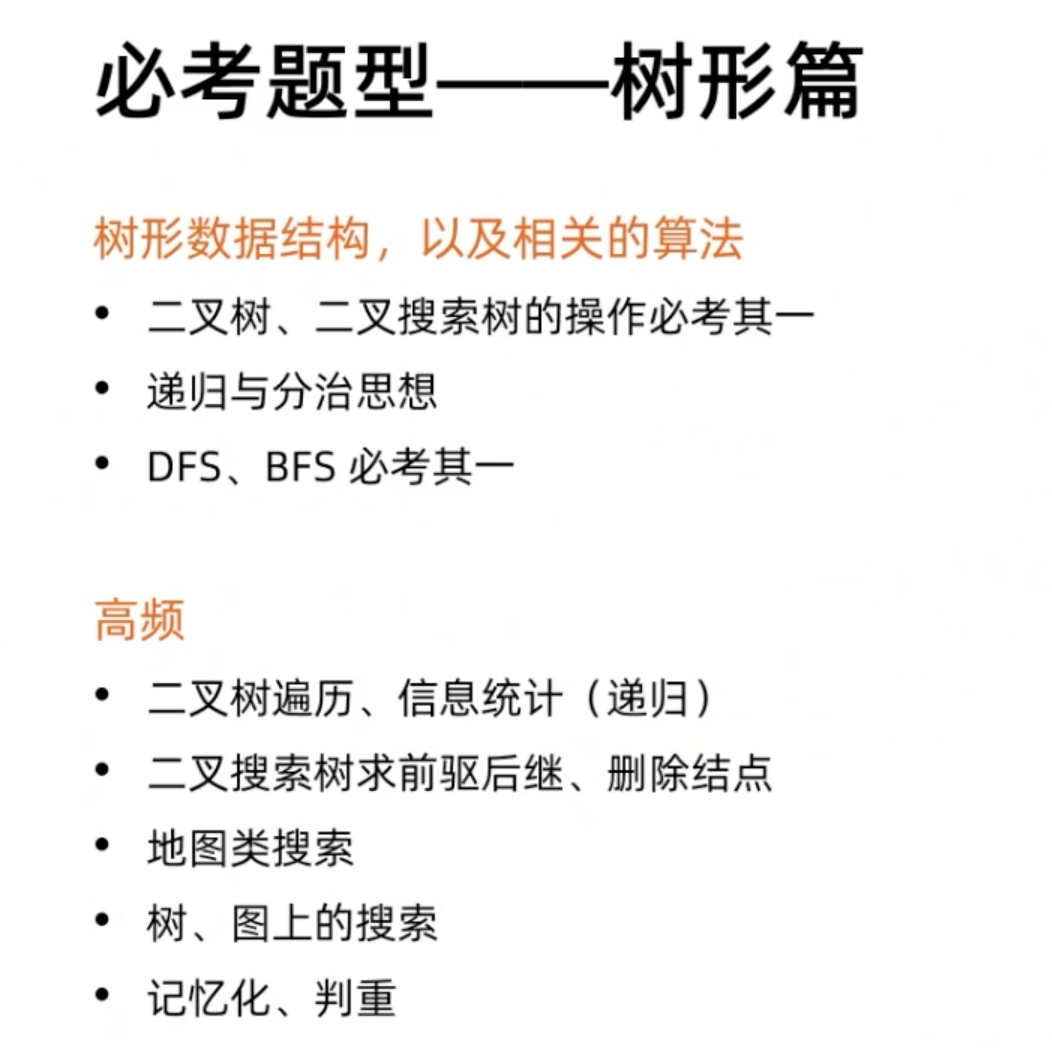 必考题型——树形篇
树形数据结构，以及相关的算法
• 二叉树、二叉搜索树的操作必考其一
• 递归与分治思想
• DFS、BFS 必考其一
高频
• 二叉树遍历、信息统计（递归）
• 二叉搜索树求前驱后继、删除结点
• 地图类搜索
• 树、图上的搜索
• 记忆化、判重